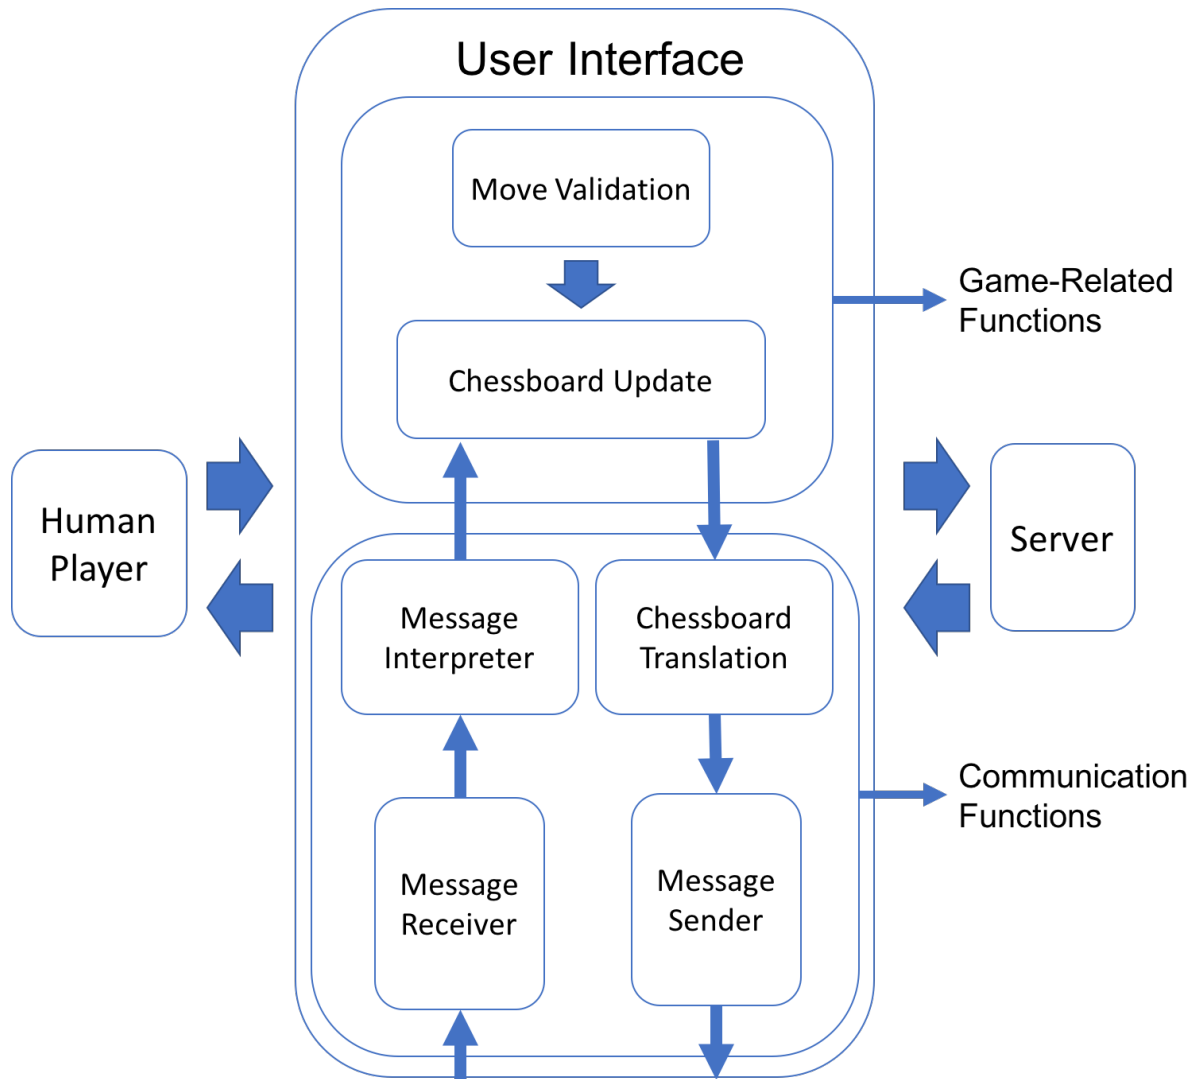 User Interface
Move Validation
Game-Related
Functions
Chessboard Update
Human
Player
Server
Message
Interpreter
Chessboard
Translation
Communication
Functions
Message
Receiver
Message
Sender